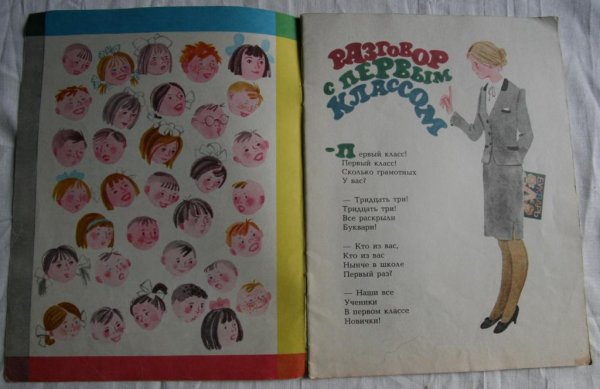 РАЗГОВОР
С ПЕРВЫМ
КЛАССОМ
-Первый класс!
Первый класс!
Сколько грамотных
У вас?
— Тридцать три!
Тридцать три!
Все раскрыли
Буквари!
— Кто из вас,
Кто из вас
Нынче в школе
Первый раз?
— Наши все
Ученики
В первом классе
Новички!
БУКВАРЬ